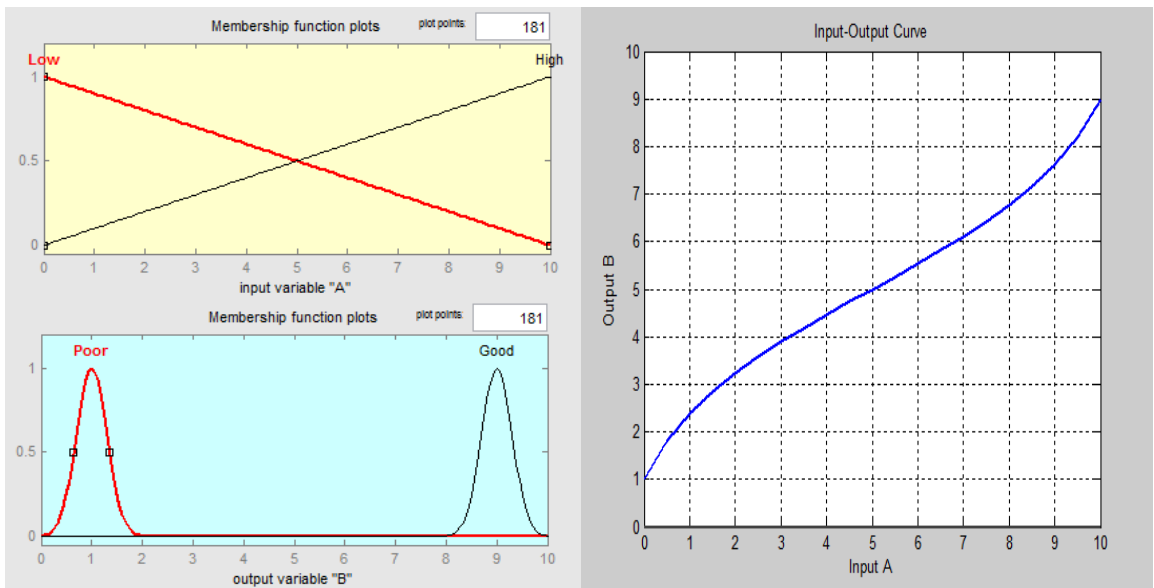 Membership function plots plot points: 181
Low
High
1
0.5
0
0 1 2 3 4 5 6 7 8 9 10
input variable "A"
Membership function plots plot points: 181
Poor
Good
1
0.5
0
0 1 2 3 4 5 6 7 8 9 10
output variable "B"
Input-Output Curve
10
9
8
7
6
5
4
3
2
1
0
Output B
0 1 2 3 4 5 6 7 8 9 10
Input A